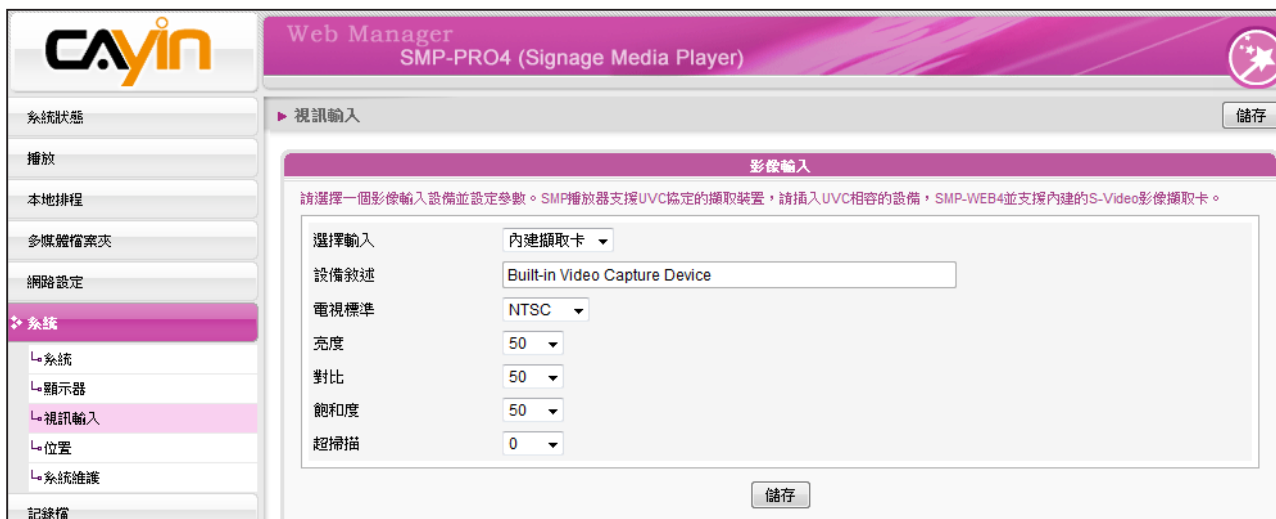 CAYIN
Web Manager
SMP-PRO4 (Signage Media Player)
系統狀態
播放
本地排程
多媒體檔案夾
網路設定
系統
系統
顯示器
視訊輸入
位置
系統維護
記錄檔
視訊輸入
儲存
影像輸入
請選擇一個影像輸入設備並設定參數。SMP播放器支援UVC協定的擷取裝置，請插入UVC相容的設備，SMP-WEB4並支援內建的S-Video影像擷取卡。
選擇輸入 內建擷取卡
設備敘述 Built-in Video Capture Device
電視標準 NTSC
亮度 50
對比 50
飽和度 50
超掃描 0
儲存